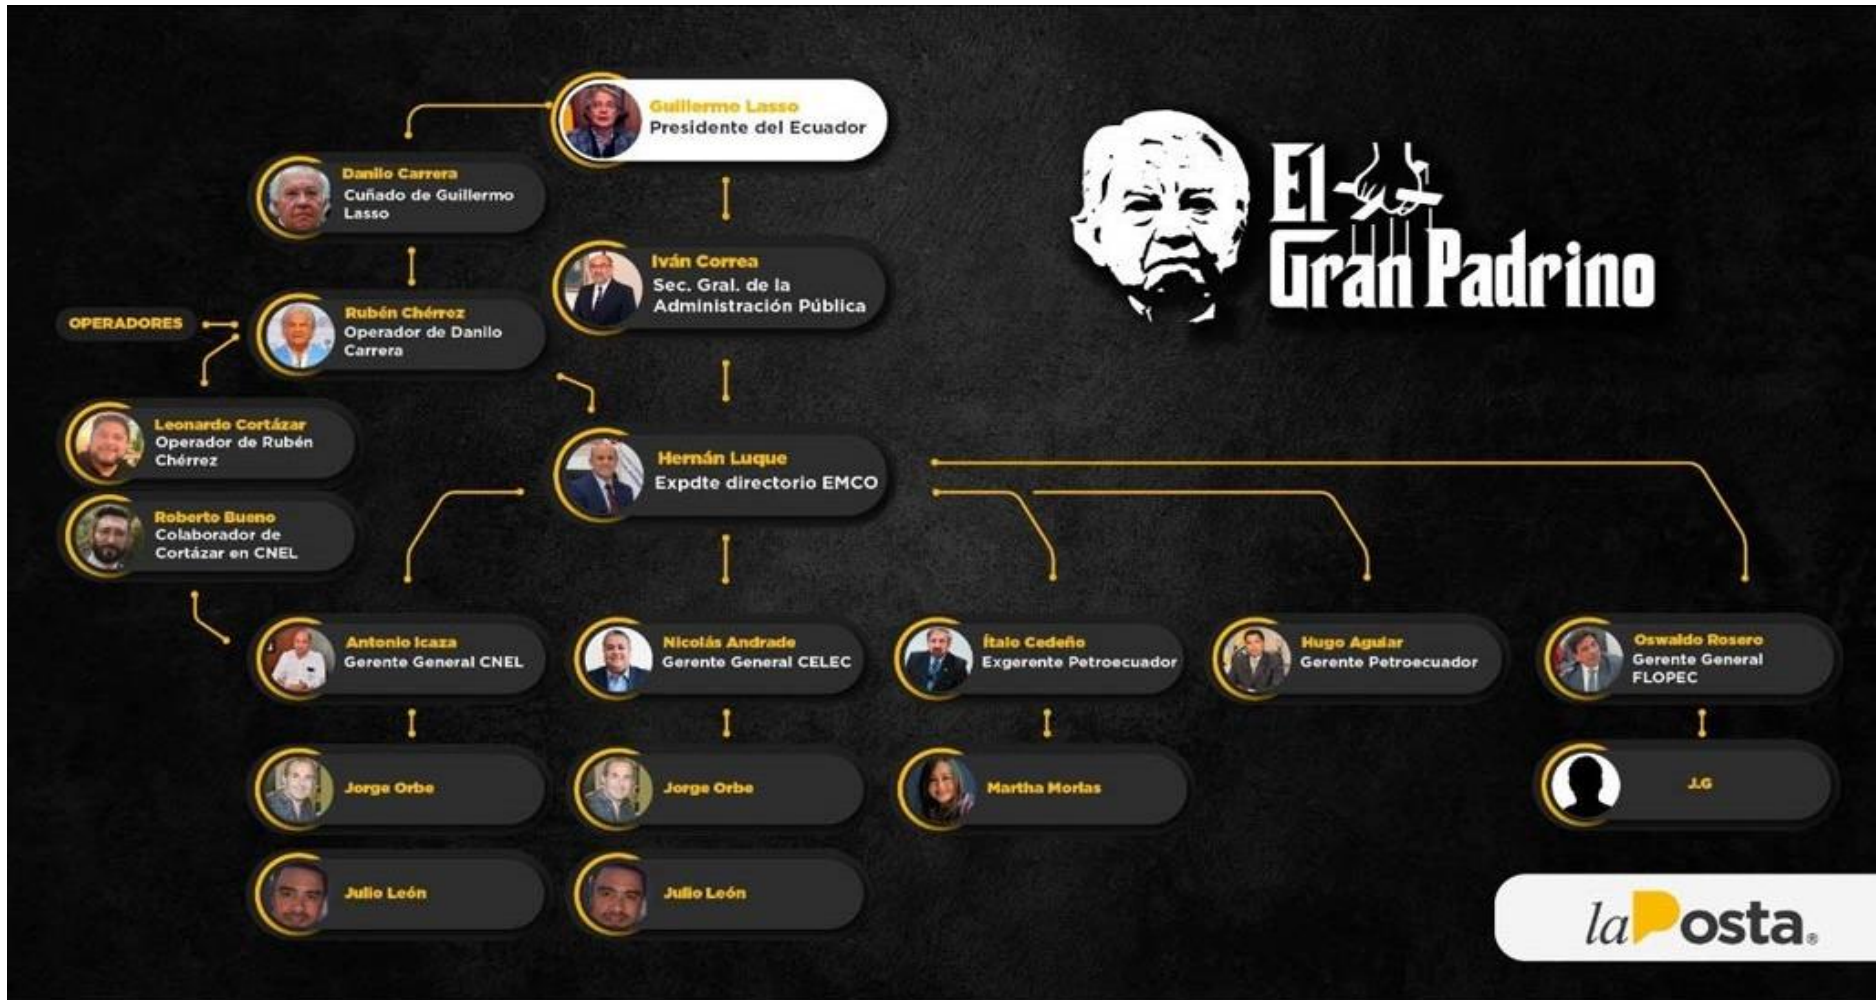 Guillermo Lasso
Presidente del Ecuador
Danilo Carrera
Cuñado de Guillermo
Lasso
El
Gran Padrino
Iván Correa
Sec. Gral. de la
Administración Pública
OPERADORES
Rubén Chérrez
Operador de Danilo
Carrera
Leonardo Cortázar
Operador de Rubén
Chérrez
Hernán Luque
Expdte directorio EMCO
Roberto Bueno
Colaborador de
Cortázar en CNEL
Antonio Icaza
Gerente General CNEL
Nicolás Andrade
Gerente General CELEC
Ítalo Cedeño
Exgerente Petroecuador
Hugo Aguiar
Gerente Petroecuador
Oswaldo Rosero
Gerente General
FLOPEC
Jorge Orbe
Jorge Orbe
Martha Morlas
J.G
Julio León
Julio León
laPosta®